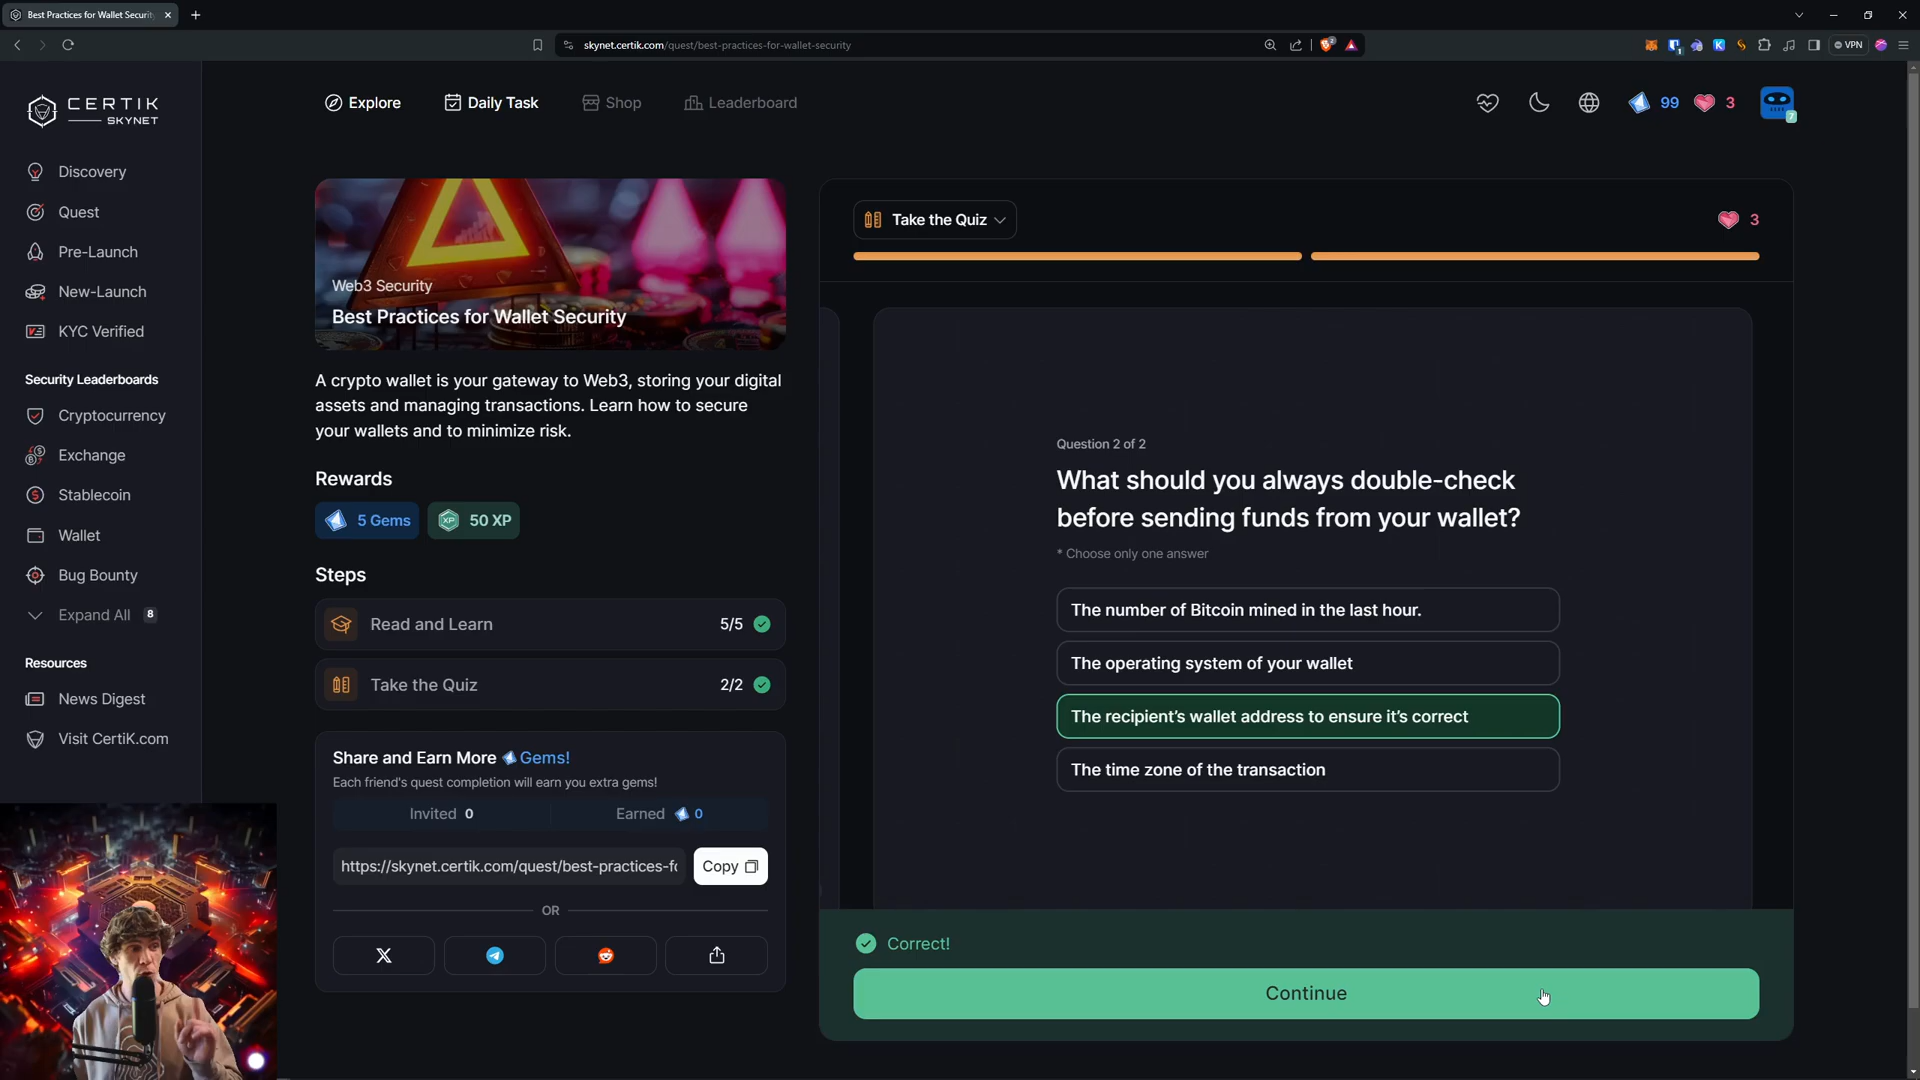 Best Practices for Wallet Securit
skynet.certik.com/quest/best-practices-for-wallet-security
VPN
CERTIK
SKYNET
Explore
Daily Task
Shop
Leaderboard
99
3
7
Discovery
Quest
Pre-Launch
New-Launch
KYC Verified
Security Leaderboards
Cryptocurrency
Exchange
Stablecoin
Wallet
Bug Bounty
Expand All 8
Resources
News Digest
Visit CertiK.com
Web3 Security
Best Practices for Wallet Security
A crypto wallet is your gateway to Web3, storing your digital
assets and managing transactions. Learn how to secure
your wallets and to minimize risk.
Rewards
5 Gems
XP 50 XP
Steps
Read and Learn 5/5
Take the Quiz 2/2
Share and Earn More Gems!
Each friend's quest completion will earn you extra gems!
Invited 0
Earned 0
https://skynet.certik.com/quest/best-practices-fo
Copy
OR
Take the Quiz
3
Question 2 of 2
What should you always double-check
before sending funds from your wallet?
* Choose only one answer
The number of Bitcoin mined in the last hour.
The operating system of your wallet
The recipient’s wallet address to ensure it’s correct
The time zone of the transaction
Correct!
Continue